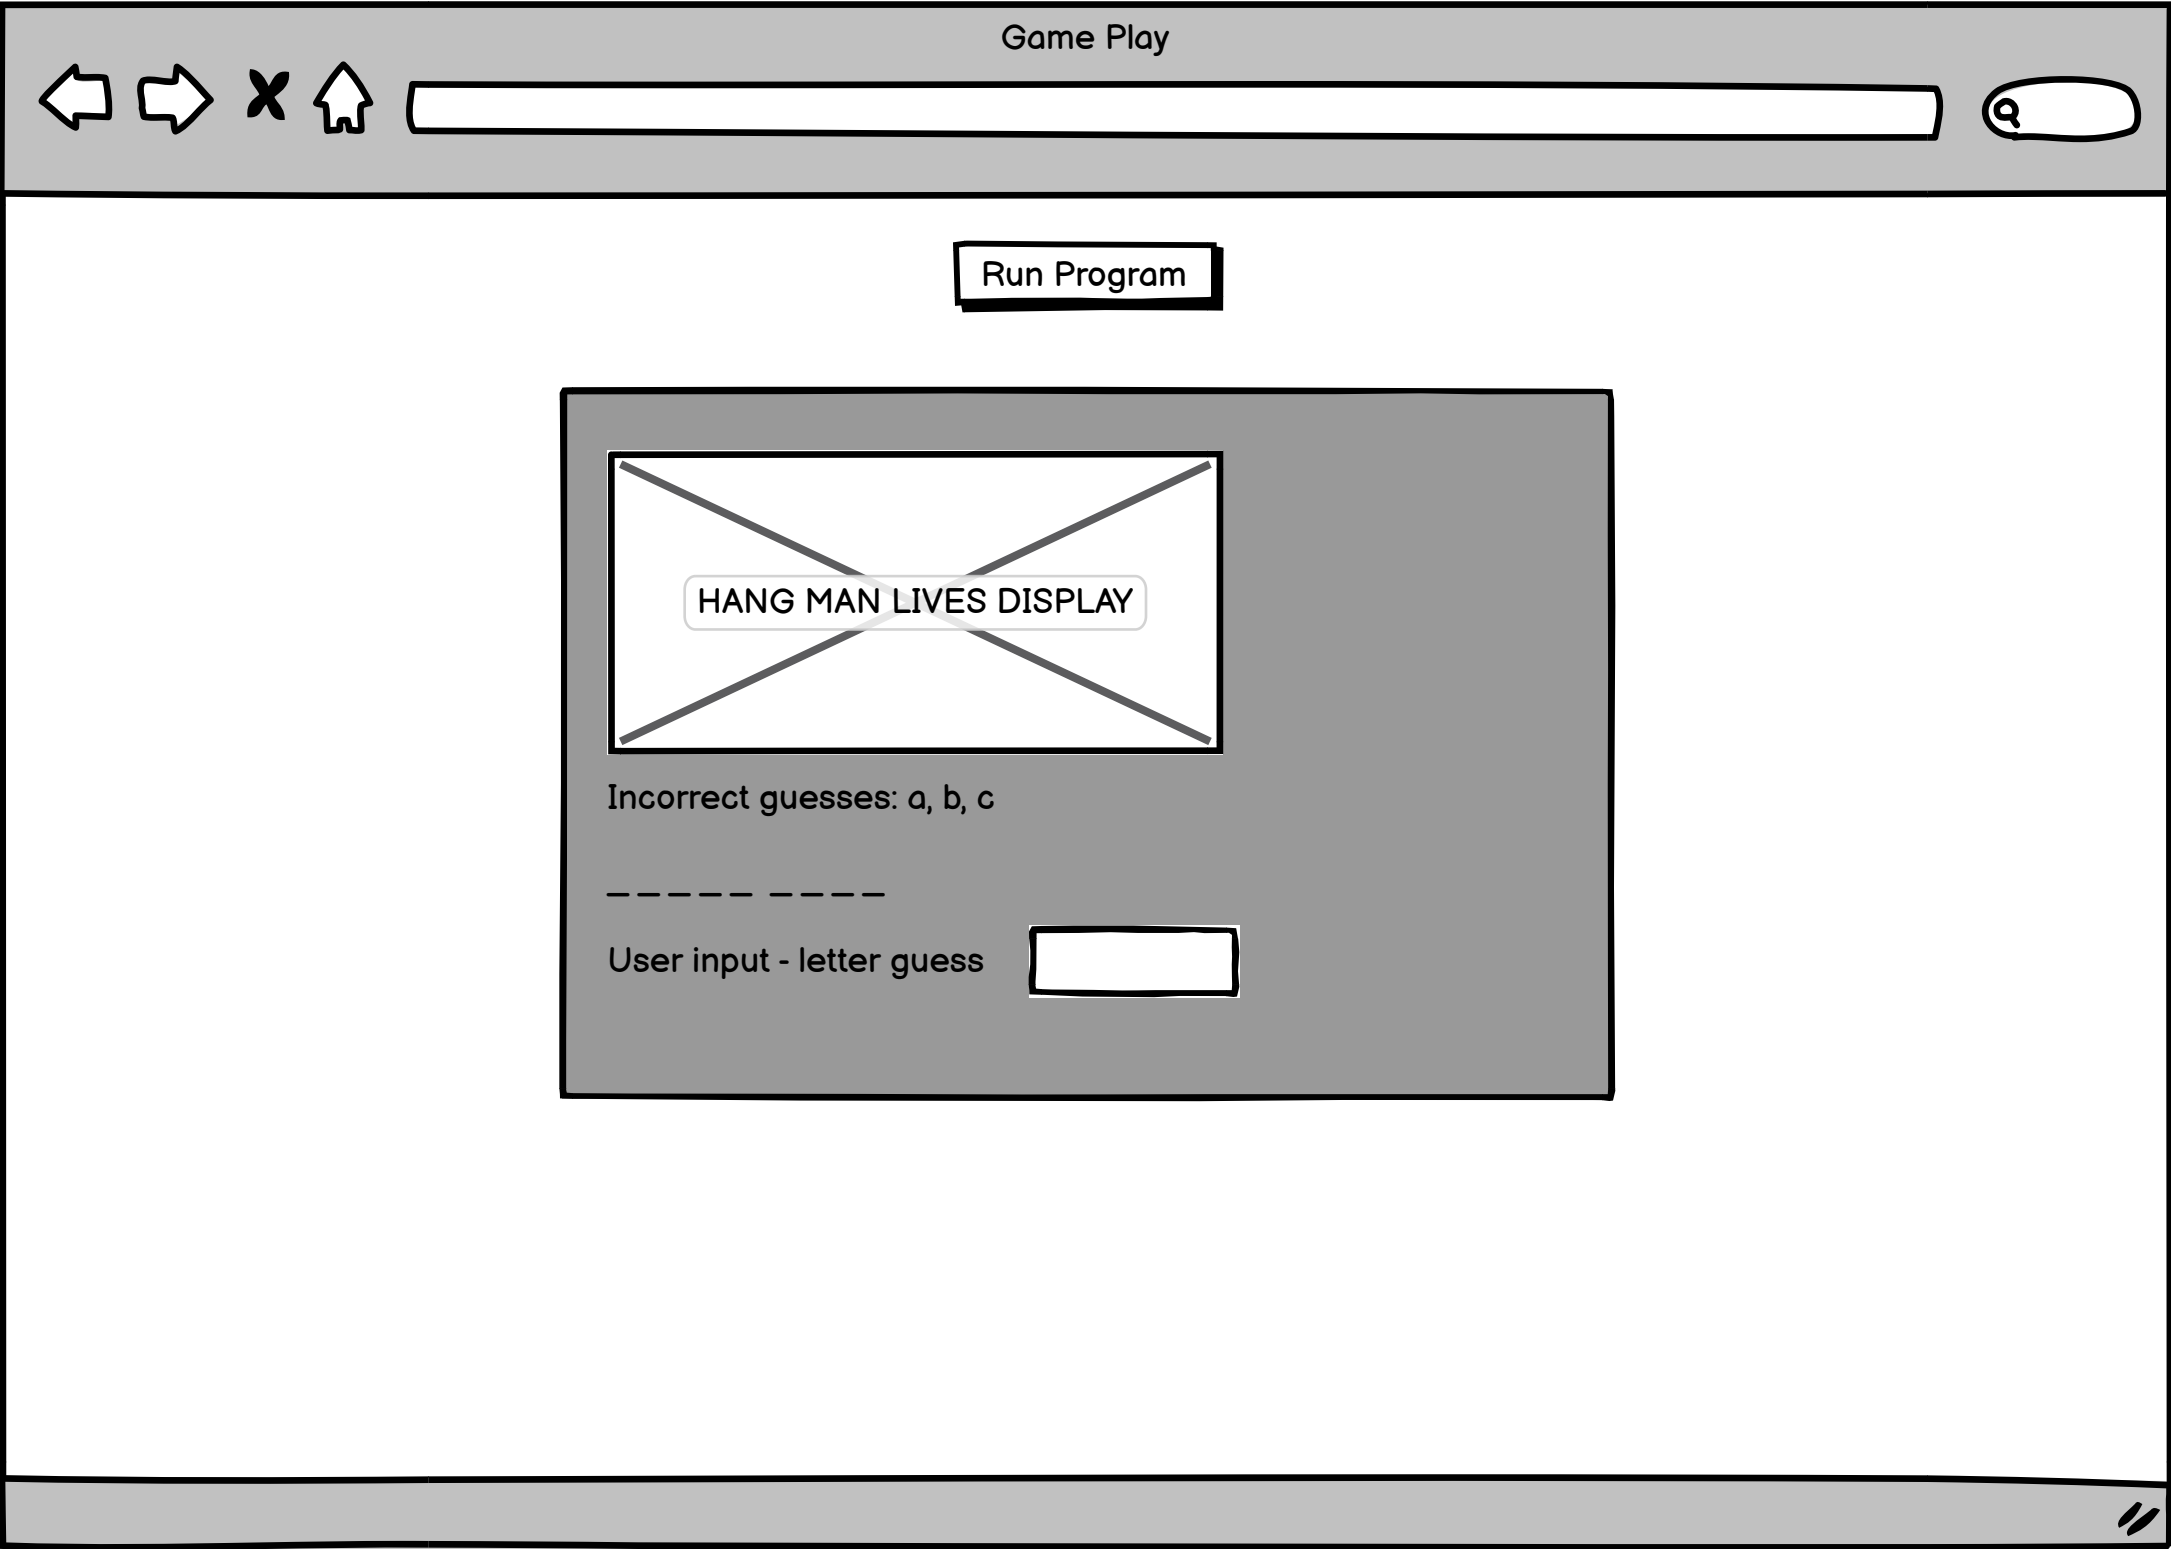 Game Play
Run Program
HANG MAN LIVES DISPLAY
Incorrect guesses: a, b, c
_ _ _ _ _  _ _ _ _
User input - letter guess